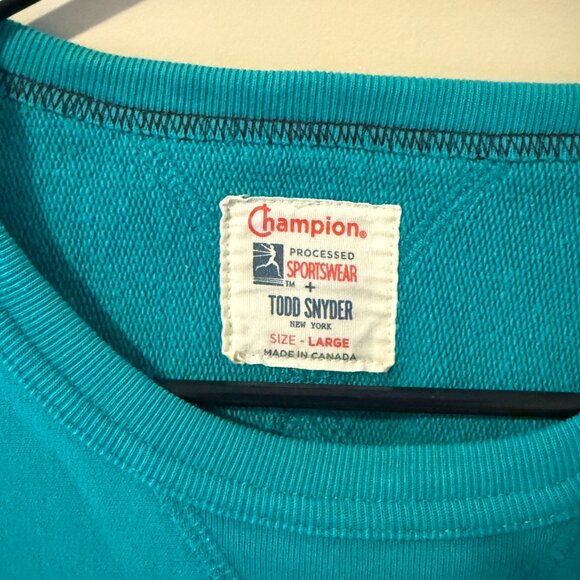 Champion®
PROCESSED
SPORTSWEAR
™ +
TODD SNYDER
NEW YORK
SIZE - LARGE
MADE IN CANADA